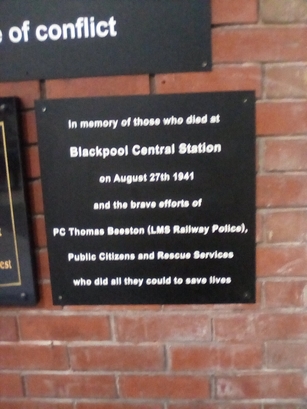 e of conflict
In memory of those who died at
Blackpool Central Station
on August 27th 1941
and the brave efforts of
PC Thomas Beeston (LMS Railway Police),
Public Citizens and Rescue Services
who did all they could to save lives
est